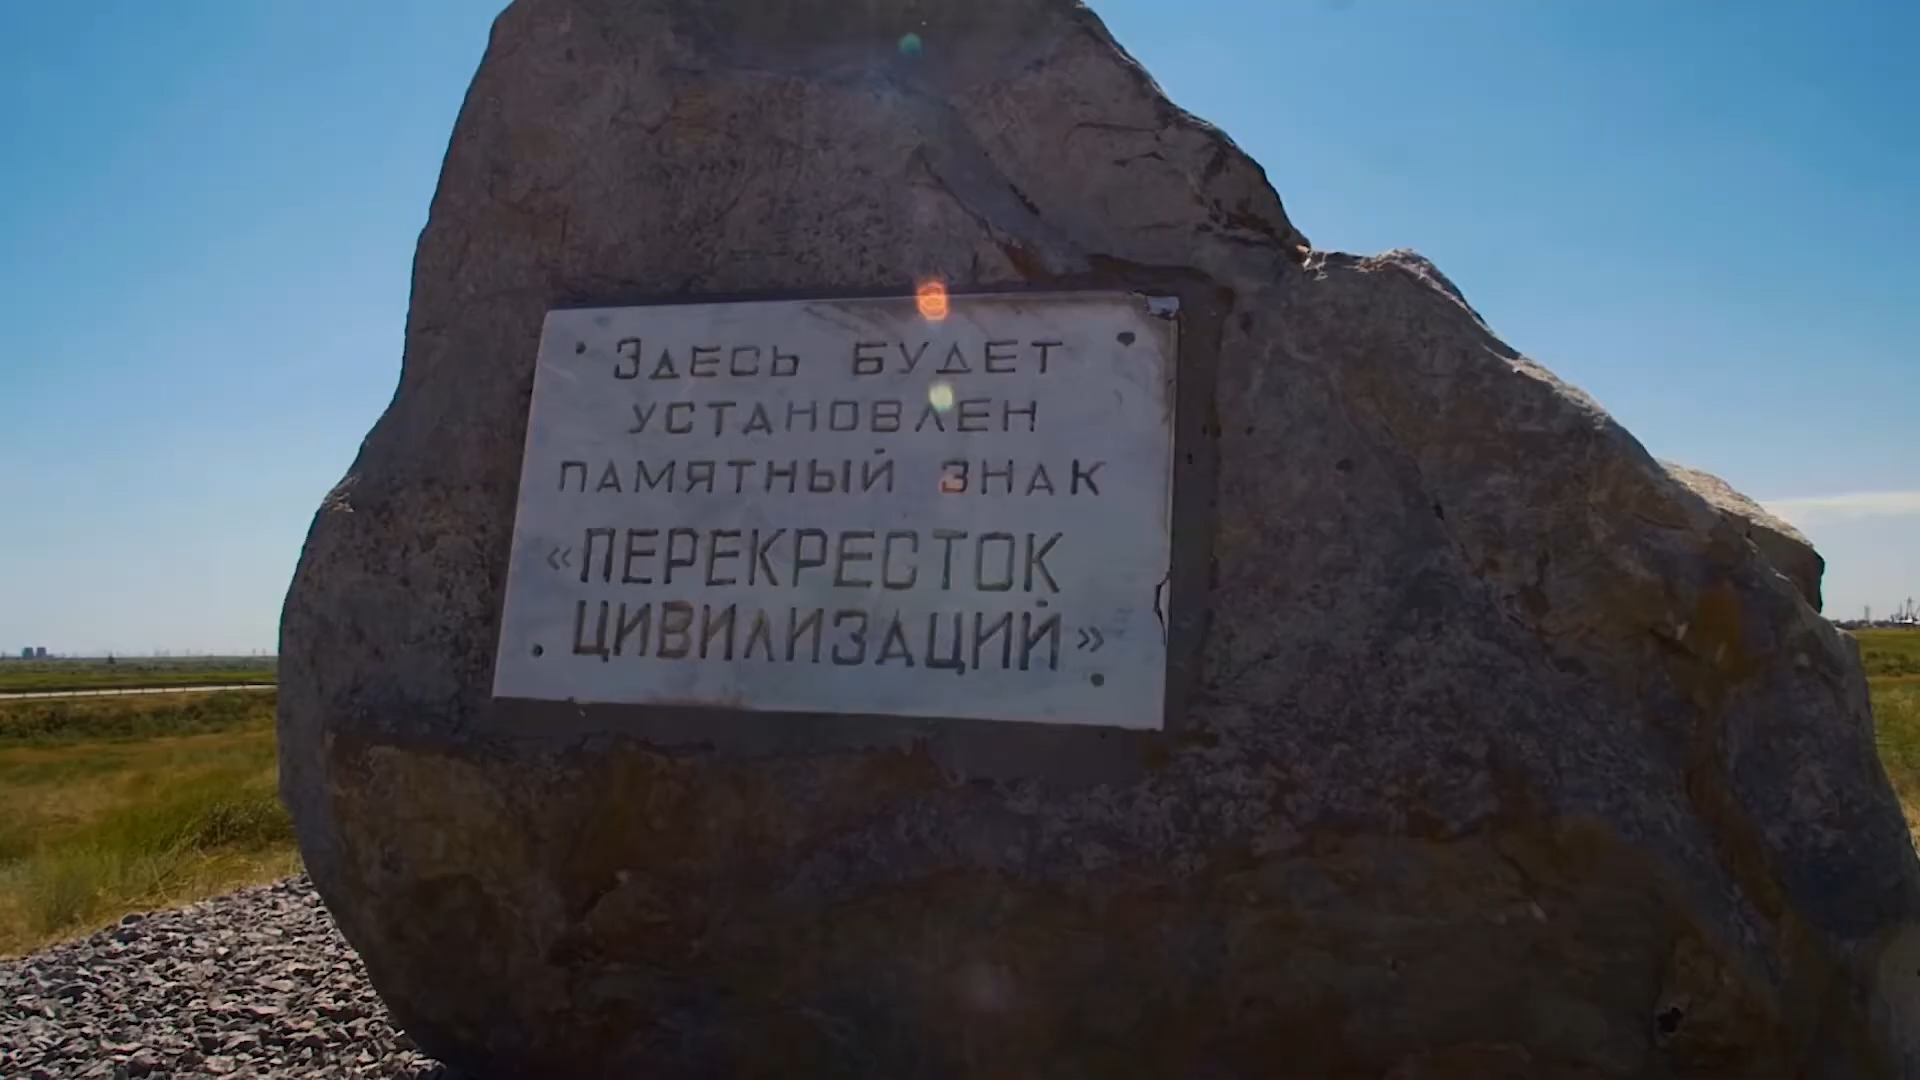 Здесь будет
установлен
памятный знак
«ПЕРЕКРЕСТОК
ЦИВИЛИЗАЦИЙ»